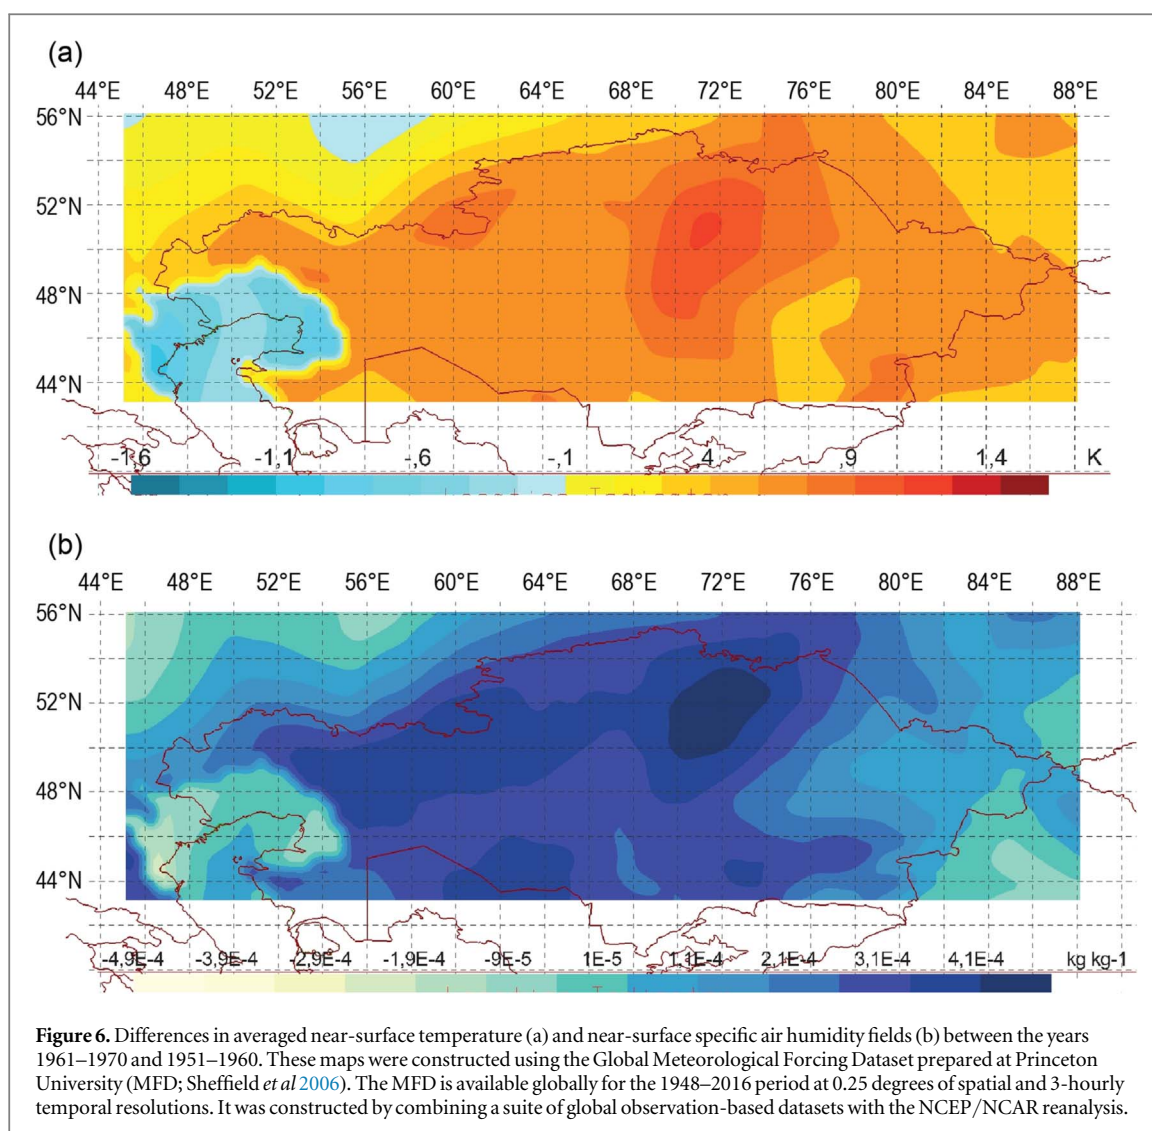 (a)
44°E 48°E 52°E 56°E 60°E 64°E 68°E 72°E 76°E 80°E 84°E 88°E
56°N
52°N
48°N
44°N
-1,6 -1,1 -,6 -,1 ,4 ,9 1,4 K
(b)
44°E 48°E 52°E 56°E 60°E 64°E 68°E 72°E 76°E 80°E 84°E 88°E
56°N
52°N
48°N
44°N
-4,9E-4 -3,9E-4 -2,9E-4 -1,9E-4 -9E-5 1E-5 1,1E-4 2,1E-4 3,1E-4 4,1E-4 kg kg-1
Figure 6. Differences in averaged near-surface temperature (a) and near-surface specific air humidity fields (b) between the years
1961–1970 and 1951–1960. These maps were constructed using the Global Meteorological Forcing Dataset prepared at Princeton
University (MFD; Sheffield et al 2006). The MFD is available globally for the 1948–2016 period at 0.25 degrees of spatial and 3-hourly
temporal resolutions. It was constructed by combining a suite of global observation-based datasets with the NCEP/NCAR reanalysis.